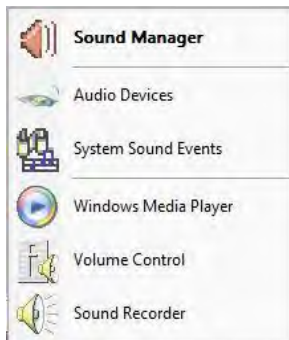 Sound Manager
Audio Devices
System Sound Events
Windows Media Player
Volume Control
Sound Recorder